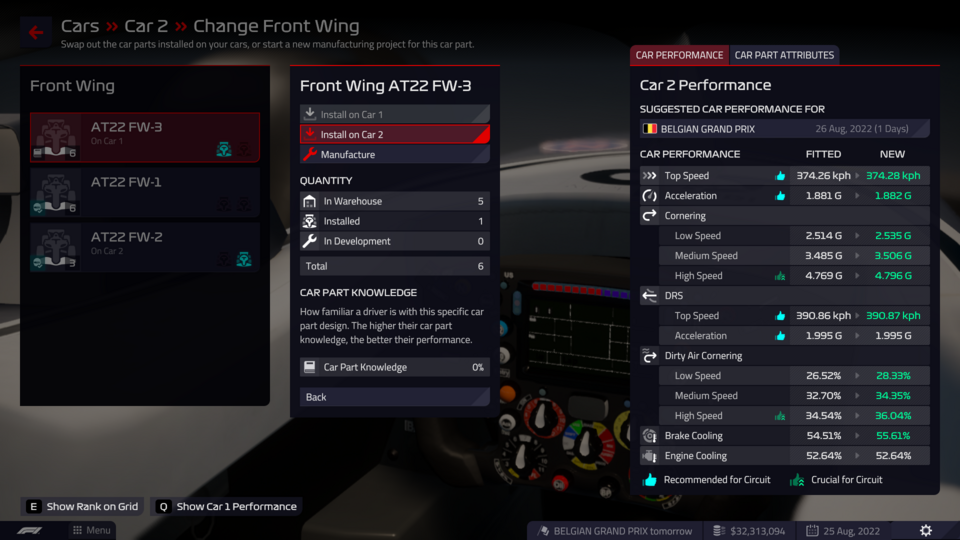 Cars » Car 2 » Change Front Wing
Swap out the car parts installed on your cars, or start a new manufacturing project for this car part.
Front Wing
AT22 FW-3
On Car 1
6
AT22 FW-1
6
AT22 FW-2
On Car 2
3
Front Wing AT22 FW-3
Install on Car 1
Install on Car 2
Manufacture
QUANTITY
In Warehouse 5
Installed 1
In Development 0
Total 6
CAR PART KNOWLEDGE
How familiar a driver is with this specific car
part design. The higher their car part
knowledge, the better their performance.
Car Part Knowledge 0%
Back
CAR PERFORMANCE CAR PART ATTRIBUTES
Car 2 Performance
SUGGESTED CAR PERFORMANCE FOR
BELGIAN GRAND PRIX 26 Aug, 2022 (1 Days)
CAR PERFORMANCE FITTED NEW
Top Speed 374.26 kph 374.28 kph
Acceleration 1.881 G 1.882 G
Cornering
Low Speed 2.514 G 2.535 G
Medium Speed 3.485 G 3.506 G
High Speed 4.769 G 4.796 G
DRS
Top Speed 390.86 kph 390.87 kph
Acceleration 1.995 G 1.995 G
Dirty Air Cornering
Low Speed 26.52% 28.33%
Medium Speed 32.70% 34.35%
High Speed 34.54% 36.04%
Brake Cooling 54.51% 55.61%
Engine Cooling 52.64% 52.64%
Recommended for Circuit Crucial for Circuit
E Show Rank on Grid Q Show Car 1 Performance
F1 Menu BELGIAN GRAND PRIX tomorrow $32,313,094 25 Aug, 2022